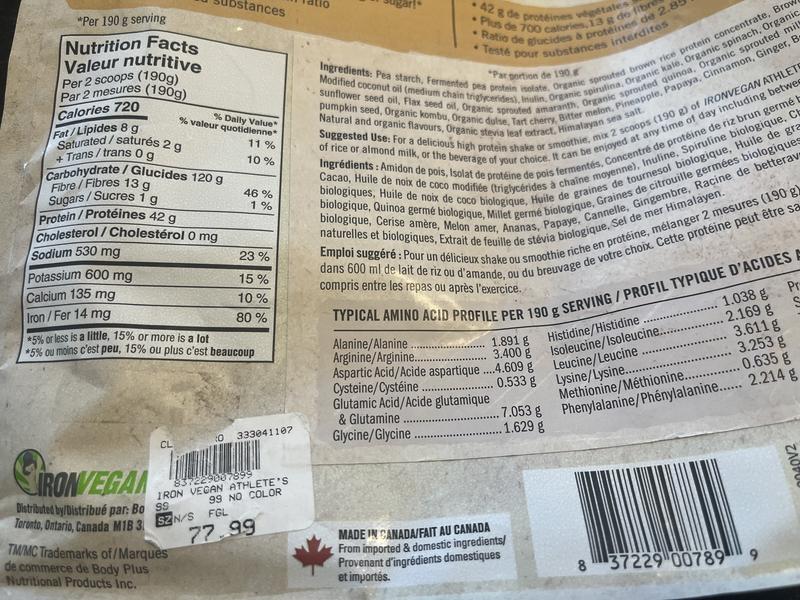 *Per 190 g serving
substances
ratio
sugar!*
• 42 g de protéines végétales
• Plus de 700 calories, 13 g de fibres
• Ratio de glucides à protéines de 2.85
• Testé pour substances interdites
*Par portion de 190 g
Nutrition Facts
Valeur nutritive
Per 2 scoops (190g)
Par 2 mesures (190g)
Calories 720
% Daily Value*
% valeur quotidienne*
Fat / Lipides 8 g 11 %
Saturated / saturés 2 g
+ Trans / trans 0 g 10 %
Carbohydrate / Glucides 120 g
Fibre / Fibres 13 g 46 %
Sugars / Sucres 1 g 1 %
Protein / Protéines 42 g
Cholesterol / Cholestérol 0 mg
Sodium 530 mg 23 %
Potassium 600 mg 15 %
Calcium 135 mg 10 %
Iron / Fer 14 mg 80 %
*5% or less is a little, 15% or more is a lot
*5% ou moins c'est peu, 15% ou plus c'est beaucoup
Ingredients: Pea starch, Fermented pea protein isolate, Organic sprouted brown rice protein concentrate, Brown
Modified coconut oil (medium chain triglycerides), Inulin, Organic spirulina, Organic kale, Organic spinach, Organic
sunflower seed oil, Flax seed oil, Organic sprouted amaranth, Organic sprouted quinoa, Organic sprouted mil
pumpkin seed, Organic kombu, Organic dulse, Tart cherry, Bitter melon, Pineapple, Papaya, Cinnamon, Ginger, B
Natural and organic flavours, Organic stevia leaf extract, Himalayan sea salt.
Suggested Use: For a delicious high protein shake or smoothie, mix 2 scoops (190 g) of IRONVEGAN ATHLETE
of rice or almond milk, or the beverage of your choice. It can be enjoyed at any time of day including betwe
Ingrédients : Amidon de pois, Isolat de protéine de pois fermentés, Concentré de protéine de riz brun germé
Cacao, Huile de noix de coco modifiée (triglycérides à chaîne moyenne), Inuline, Spiruline biologique,
biologiques, Huile de noix de coco biologique, Huile de graines de tournesol biologique, Huile de gra
biologique, Quinoa germé biologique, Millet germé biologique, Graines de citrouille germées biologiques
biologique, Cerise amère, Melon amer, Ananas, Papaye, Cannelle, Gingembre, Racine de betterav
naturelles et biologiques, Extrait de feuille de stévia biologique, Sel de mer Himalayen.
Emploi suggéré : Pour un délicieux shake ou smoothie riche en protéine, mélanger 2 mesures (190 g)
dans 600 ml de lait de riz ou d'amande, ou du breuvage de votre choix. Cette protéine peut être
compris entre les repas ou après l'exercice.
TYPICAL AMINO ACID PROFILE PER 190 g SERVING / PROFIL TYPIQUE D'ACIDES A
Alanine/Alanine 1.891 g
Arginine/Arginine 3.400 g
Aspartic Acid/Acide aspartique 4.609 g
Cysteine/Cystéine 0.533 g
Glutamic Acid/Acide glutamique
& Glutamine 7.053 g
Glycine/Glycine 1.629 g
Histidine/Histidine 1.038 g
Isoleucine/Isoleucine 2.169 g
Leucine/Leucine 3.611 g
Lysine/Lysine 3.253 g
Methionine/Méthionine 0.635 g
Phenylalanine/Phénylalanine 2.214 g
Pr
IRONVEGAN
Distributed by/Distribué par: Bo
Toronto, Ontario, Canada M1B 3
TM/MC Trademarks of / Marques
de commerce de Body Plus
Nutritional Products Inc.
333041107
837229007899
IRON VEGAN ATHLETE'S
99 99 NO COLOR
SZ N/S FGL
77.99
MADE IN CANADA/FAIT AU CANADA
From imported & domestic ingredients/
Provenant d'ingrédients domestiques
et importés.
8 37229 00789 9